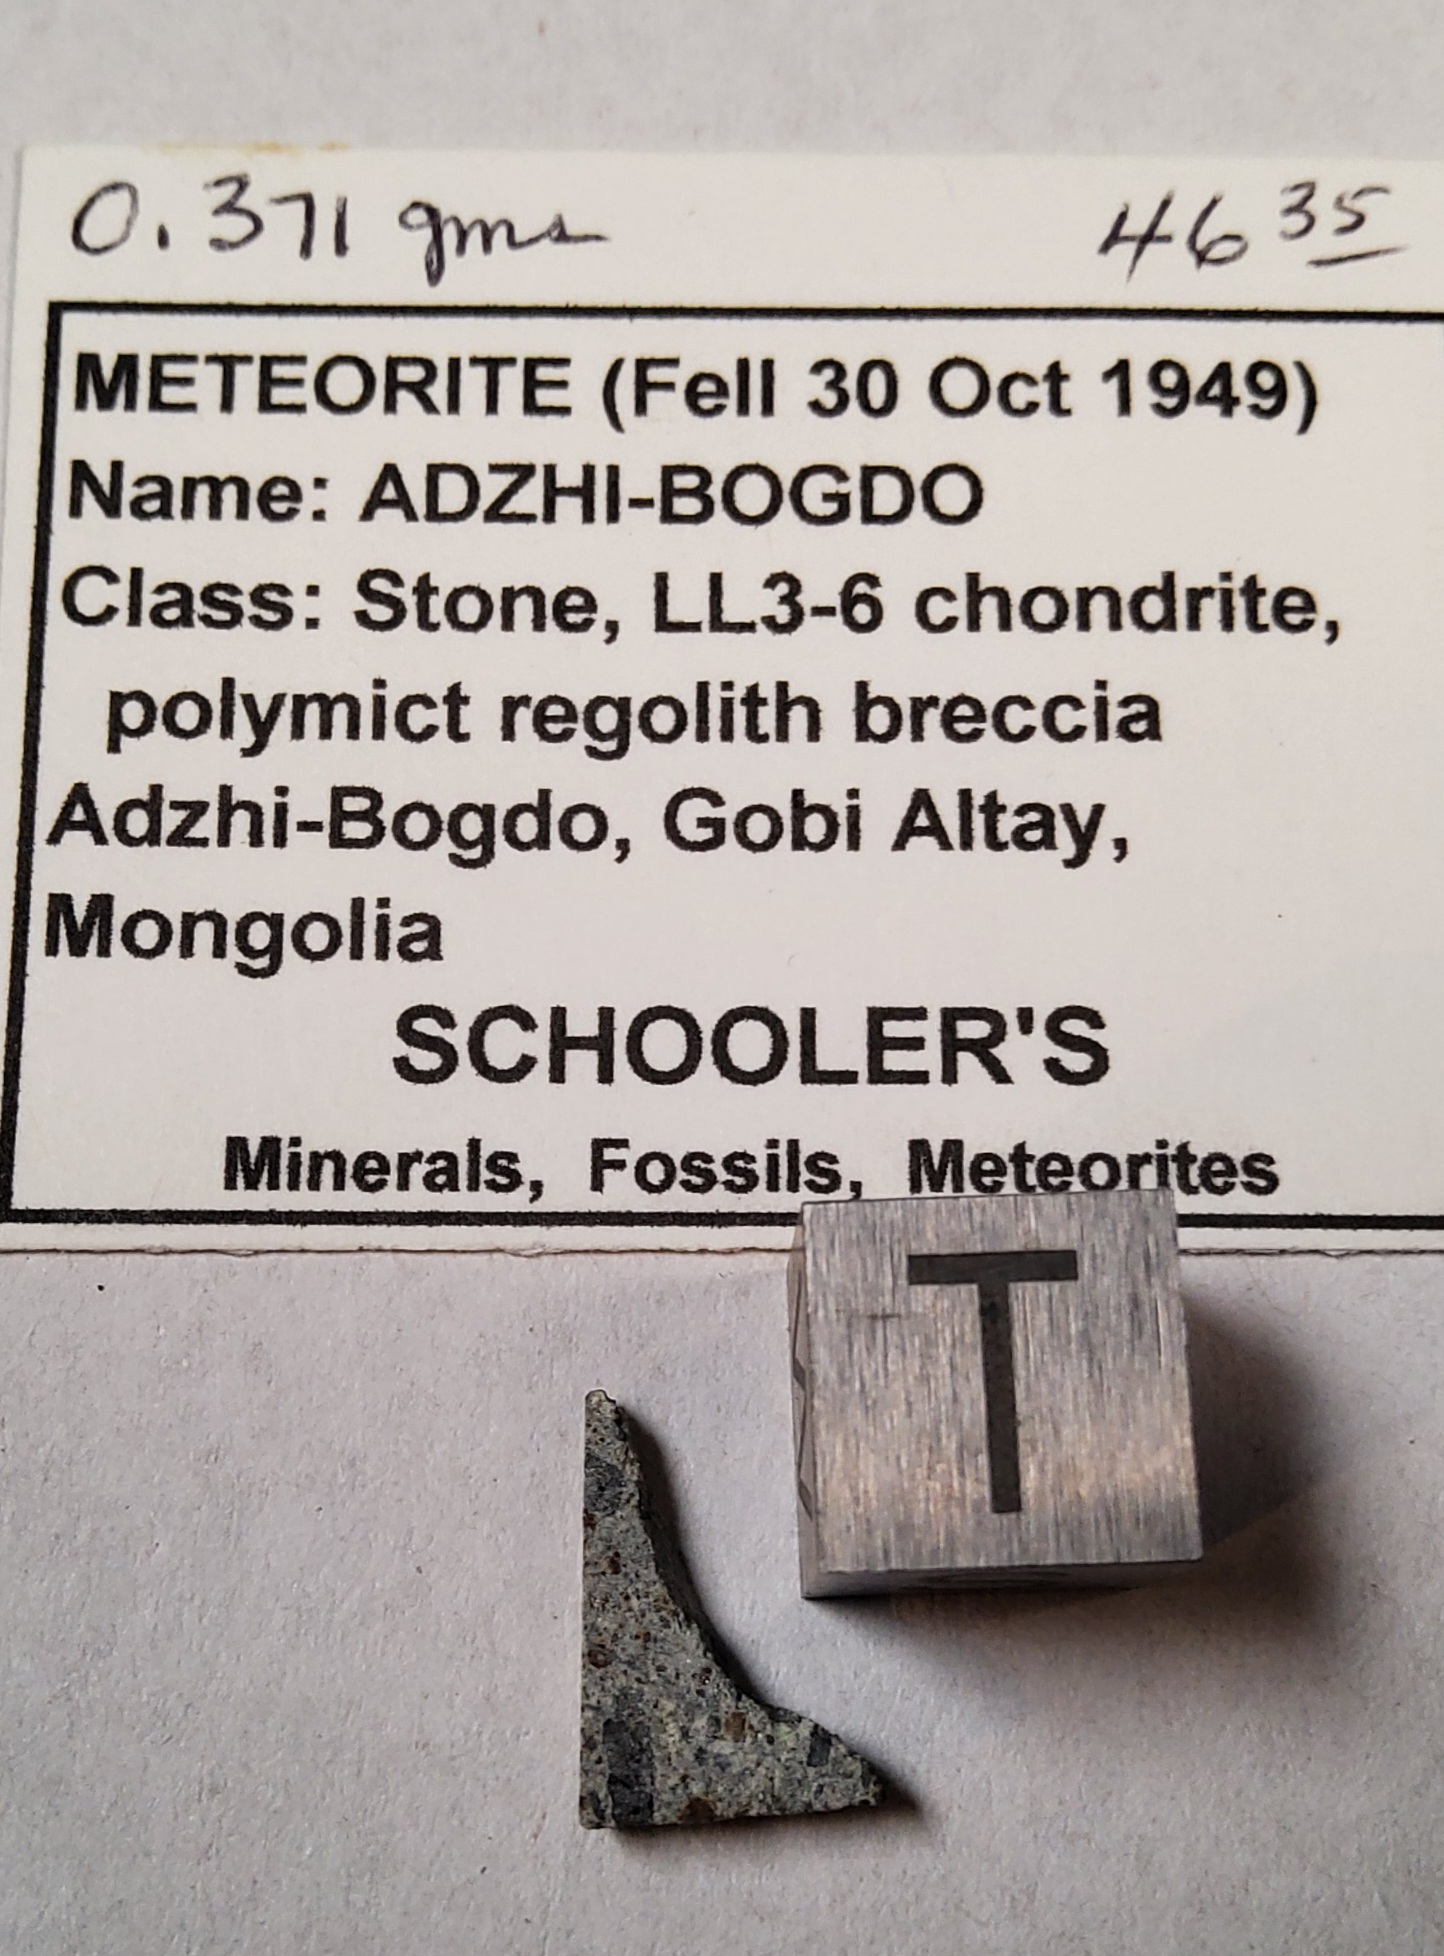 0.371 gms 46 35
METEORITE (Fell 30 Oct 1949)
Name: ADZHI-BOGDO
Class: Stone, LL3-6 chondrite,
polymict regolith breccia
Adzhi-Bogdo, Gobi Altay,
Mongolia
SCHOOLER'S
Minerals, Fossils, Meteorites
T